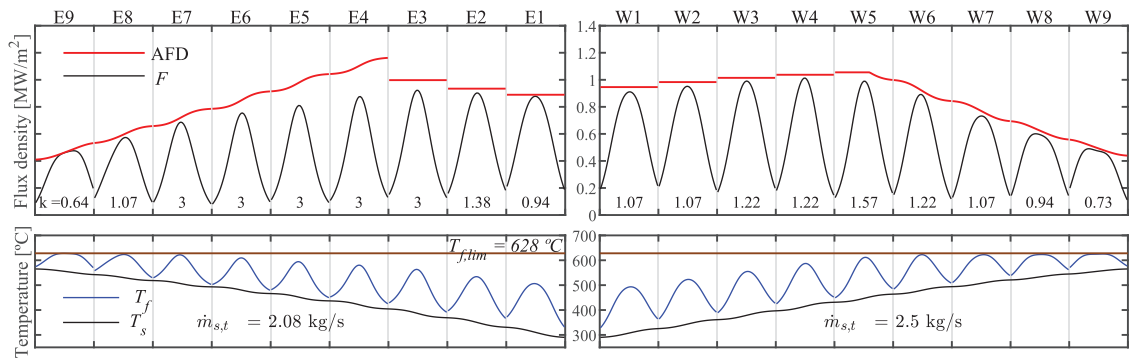 E9 E8 E7 E6 E5 E4 E3 E2 E1
W1 W2 W3 W4 W5 W6 W7 W8 W9
Flux density [MW/m²]
AFD
F
k =0.64 1.07 3 3 3 3 3 1.38 0.94
1.4
1.2
1
0.8
0.6
0.4
0.2
0
1.07 1.07 1.22 1.22 1.57 1.22 1.07 0.94 0.73
Temperature [ºC]
T_f,lim = 628 ºC
T_f
T_s
ṁ_s,t = 2.08 kg/s
700
600
500
400
300
ṁ_s,t = 2.5 kg/s